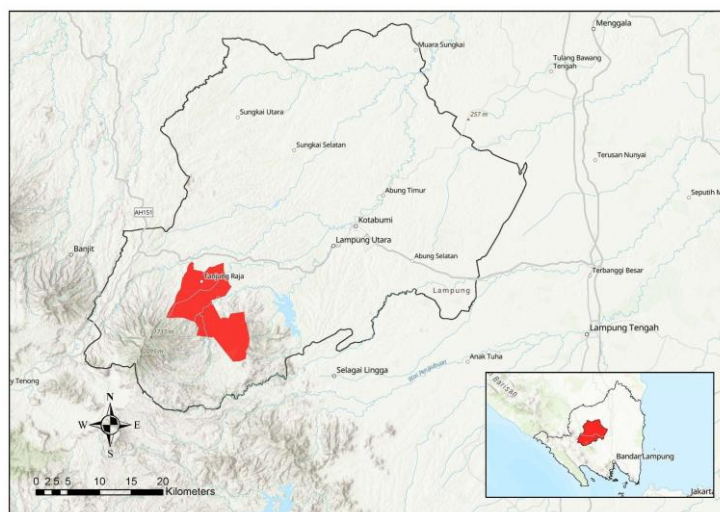 Menggala
Muara Sungkai
Tulang Bawang
Tengah
257 m
Sungkai Utara
Sungkai Selatan
Terusan Nunyai
Abung Timur
Seputih M
AH151
Kotabumi
Lampung Utara
Banjit
Abung Selatan
Terbanggi Besar
Tanjung Raja
Lampung
Lampung Tengah
1733 m
Anak Tuha
Selagai Lingga
y Tenong
N
W
E
S
0 2.5 5 10 15 20
Kilometers
Barisan
Bandar Lampung
Jakarta